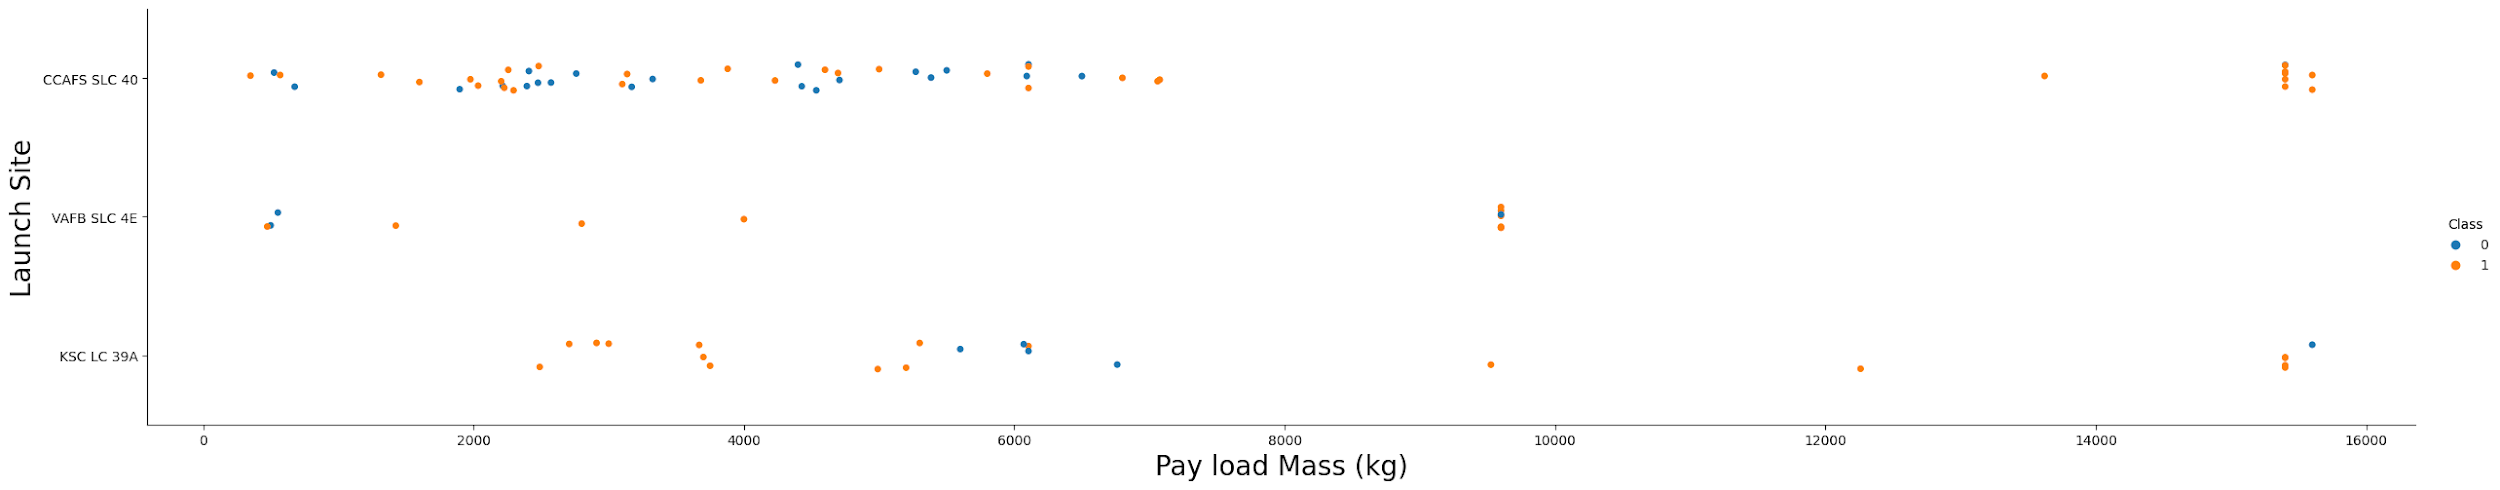 Launch Site
CCAFS SLC 40
VAFB SLC 4E
KSC LC 39A
0 2000 4000 6000 8000 10000 12000 14000 16000
Pay load Mass (kg)
Class
0
1